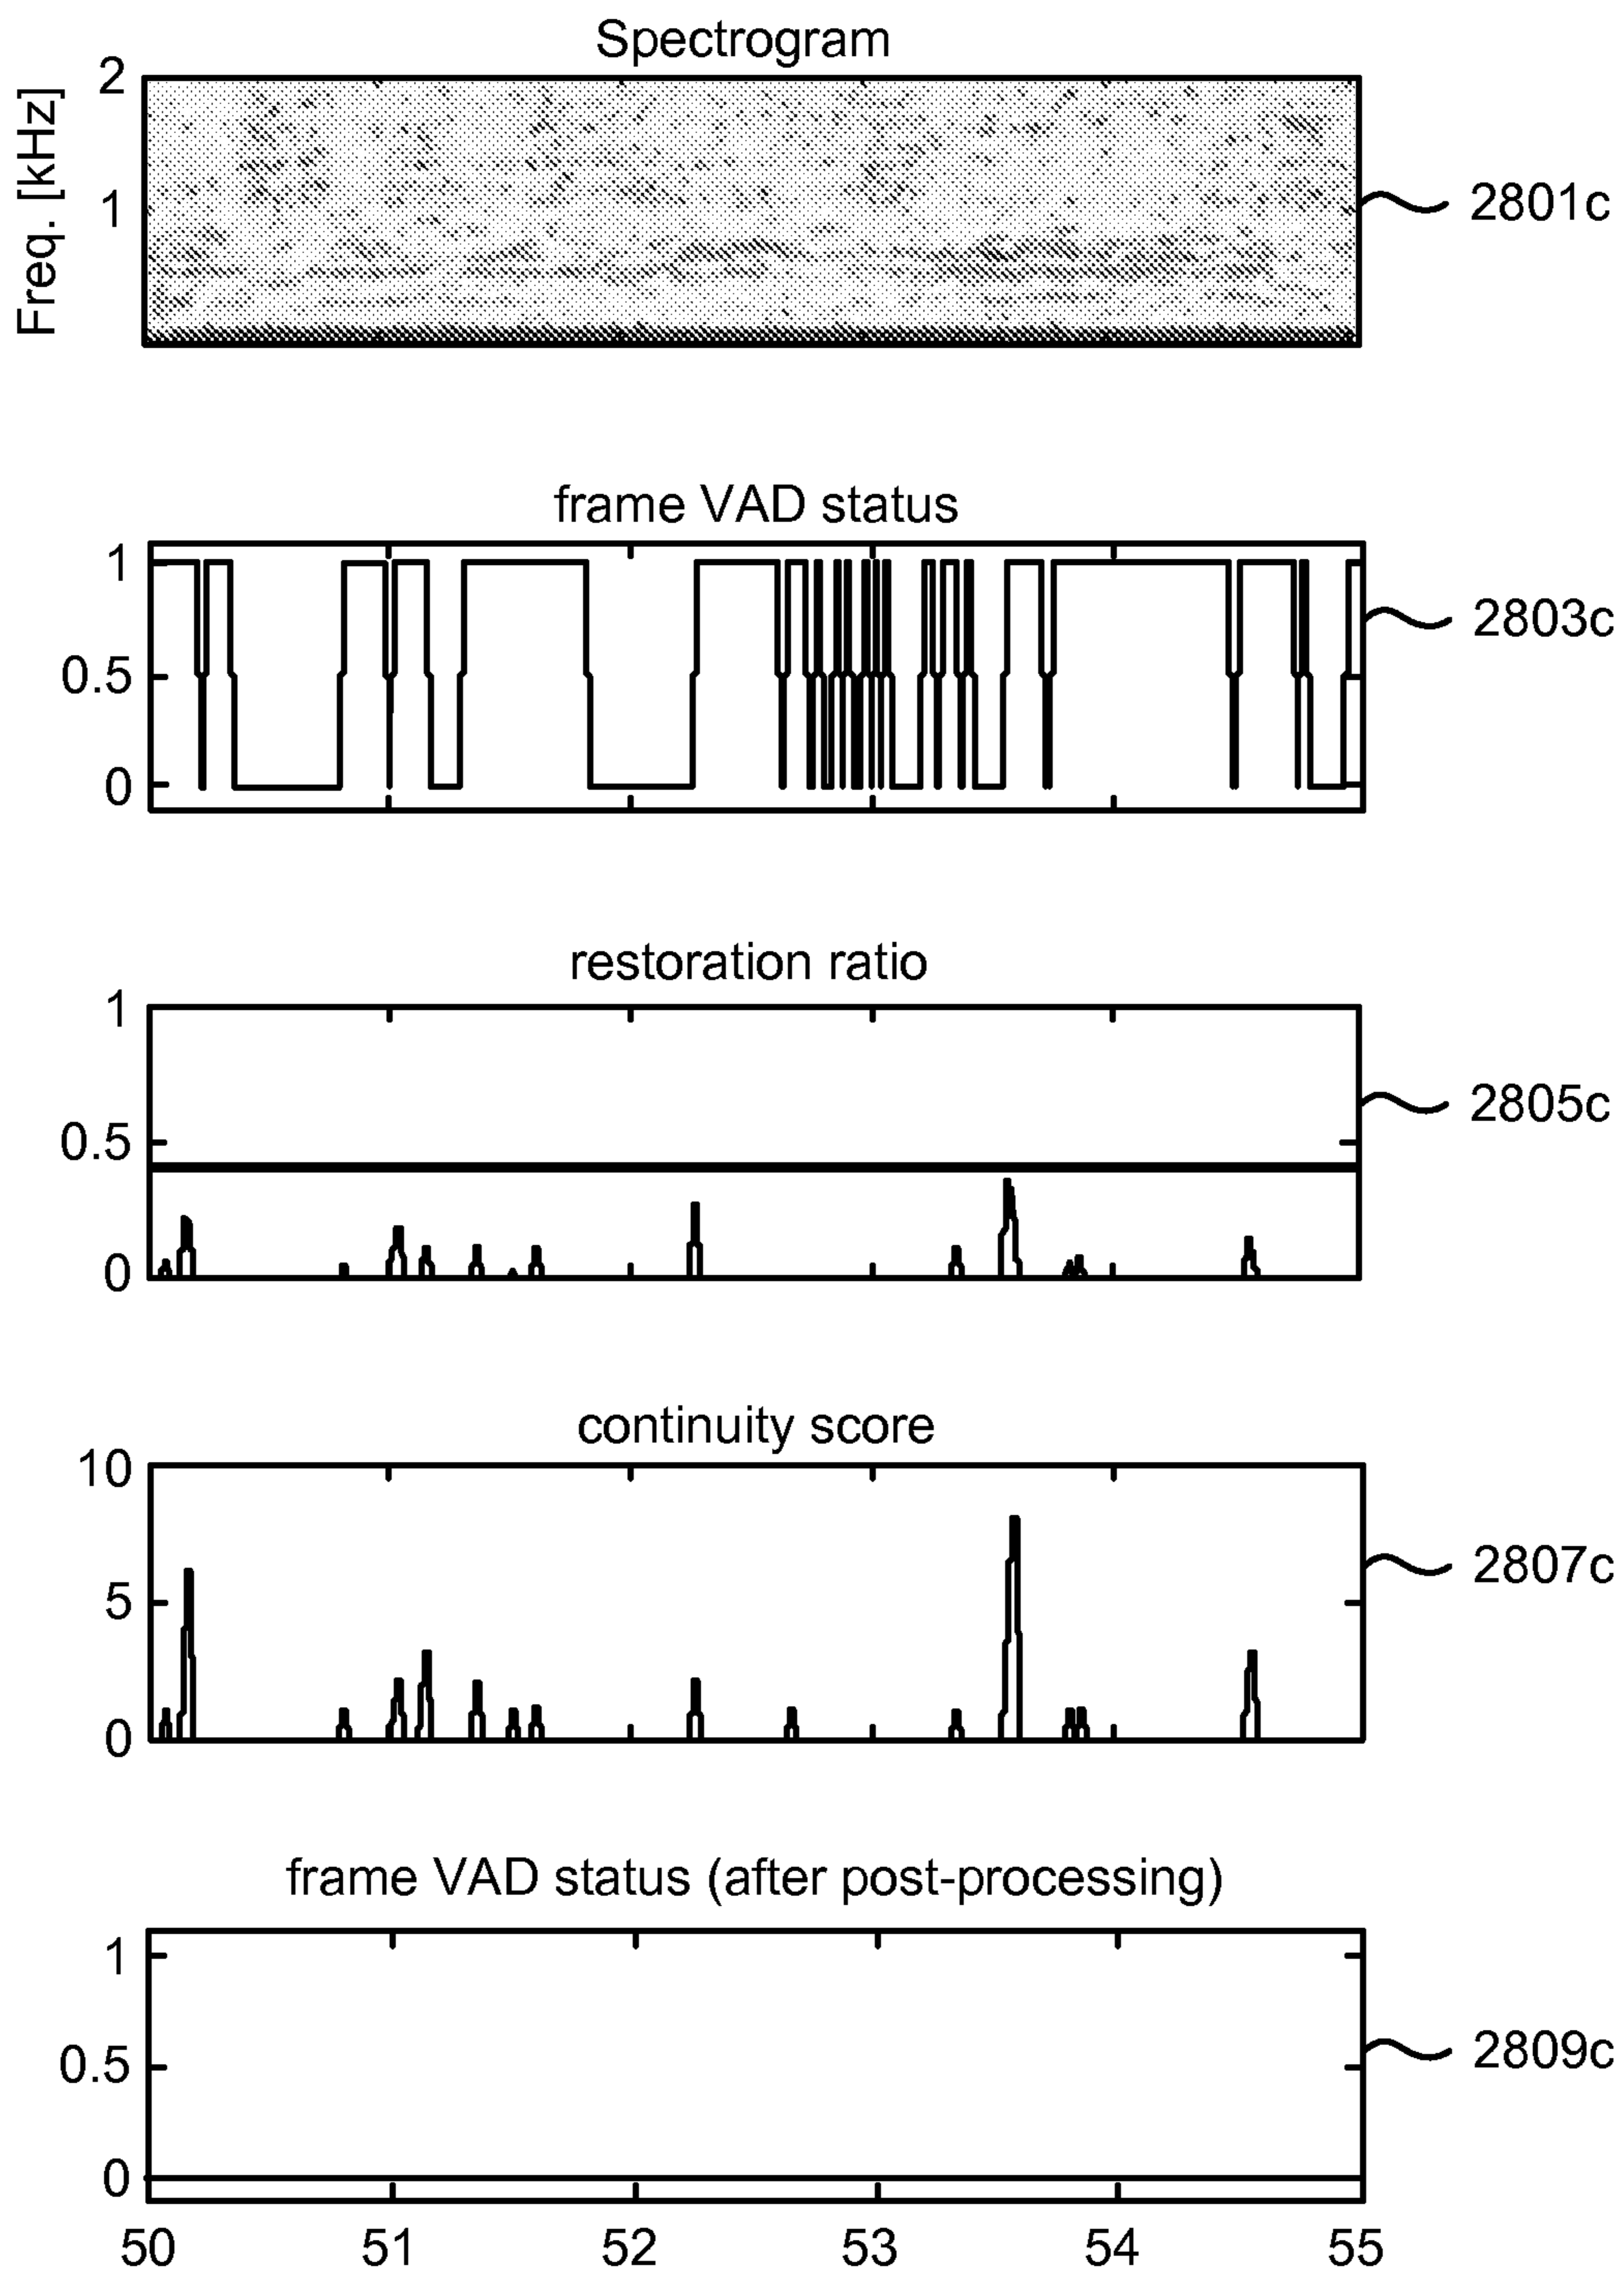 Spectrogram
Freq. [kHz]
2
1
2801c
frame VAD status
1
0.5
0
2803c
restoration ratio
1
0.5
0
2805c
continuity score
10
5
0
2807c
frame VAD status (after post-processing)
1
0.5
0
2809c
50 51 52 53 54 55